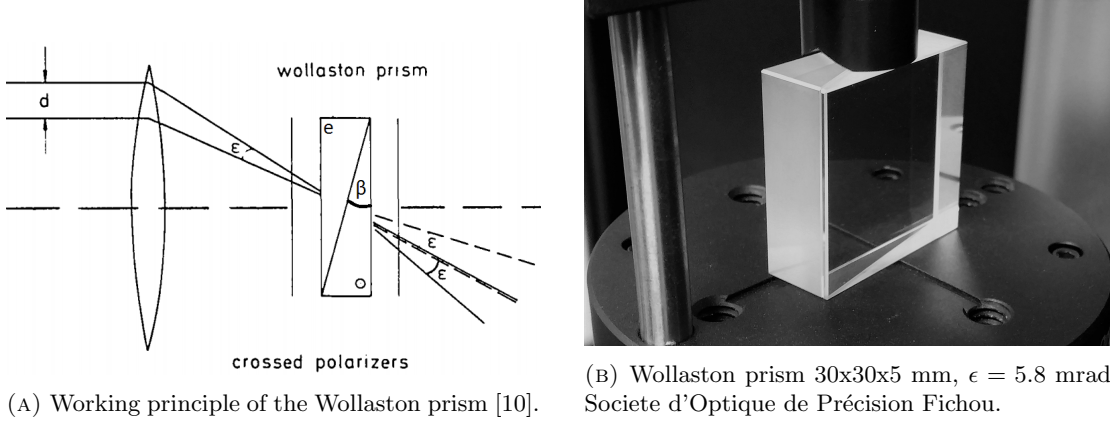 wollaston prism
d
e
ε
β
ε
ε
o
crossed polarizers
(A) Working principle of the Wollaston prism [10].
(B) Wollaston prism 30x30x5 mm, ϵ = 5.8 mrad
Societe d'Optique de Précision Fichou.